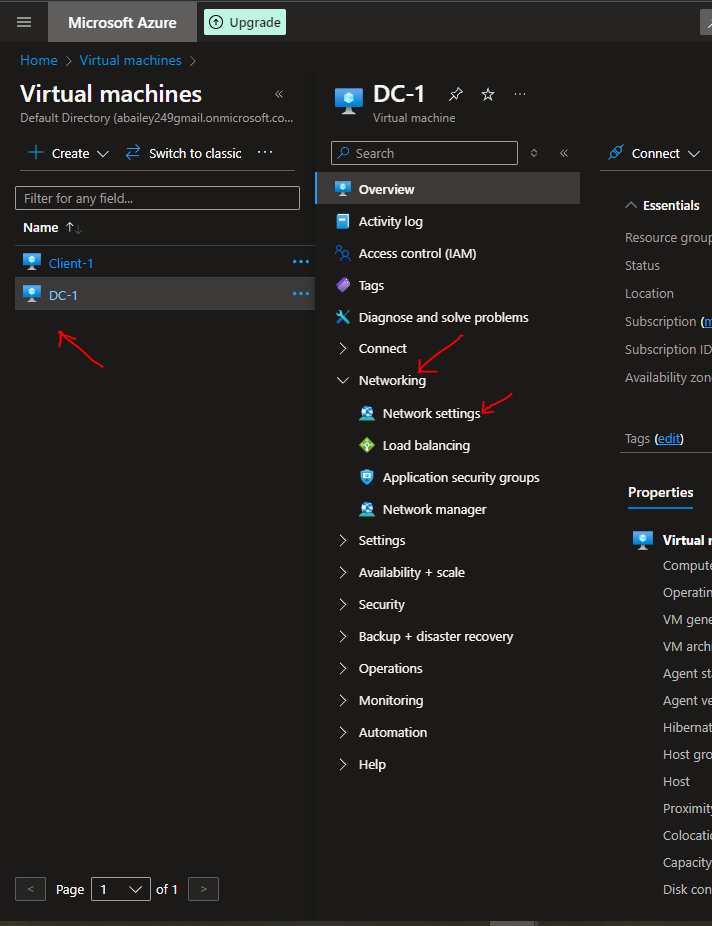 Microsoft Azure
Upgrade
Home > Virtual machines >
Virtual machines
Default Directory (abailey249gmail.onmicrosoft.co...
Create
Switch to classic
...
Filter for any field...
Name
Client-1
...
DC-1
...
< Page 1 of 1 >
DC-1
...
Virtual machine
Search
Overview
Activity log
Access control (IAM)
Tags
Diagnose and solve problems
Connect
Networking
Network settings
Load balancing
Application security groups
Network manager
Settings
Availability + scale
Security
Backup + disaster recovery
Operations
Monitoring
Automation
Help
Connect
Essentials
Resource group
Status
Location
Subscription (m
Subscription ID
Availability zon
Tags (edit)
Properties
Virtual
Compute
Operatin
VM gene
VM archi
Agent sta
Agent ve
Hibernat
Host gro
Host
Proximity
Colocatio
Capacity
Disk con